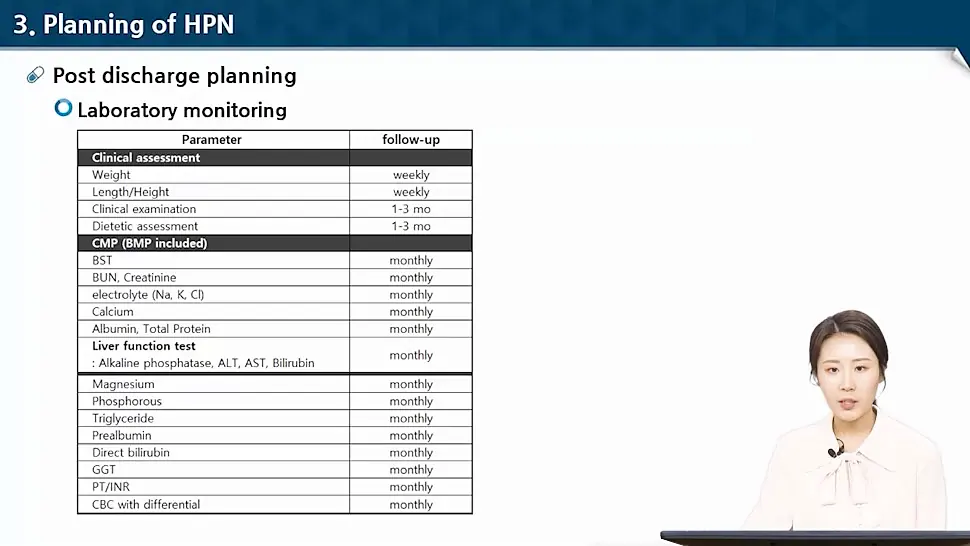 3. Planning of HPN
Post discharge planning
Laboratory monitoring
Parameter follow-up
Clinical assessment
Weight weekly
Length/Height weekly
Clinical examination 1-3 mo
Dietetic assessment 1-3 mo
CMP (BMP included)
BST monthly
BUN, Creatinine monthly
electrolyte (Na, K, Cl) monthly
Calcium monthly
Albumin, Total Protein monthly
Liver function test
: Alkaline phosphatase, ALT, AST, Bilirubin monthly
Magnesium monthly
Phosphorous monthly
Triglyceride monthly
Prealbumin monthly
Direct bilirubin monthly
GGT monthly
PT/INR monthly
CBC with differential monthly